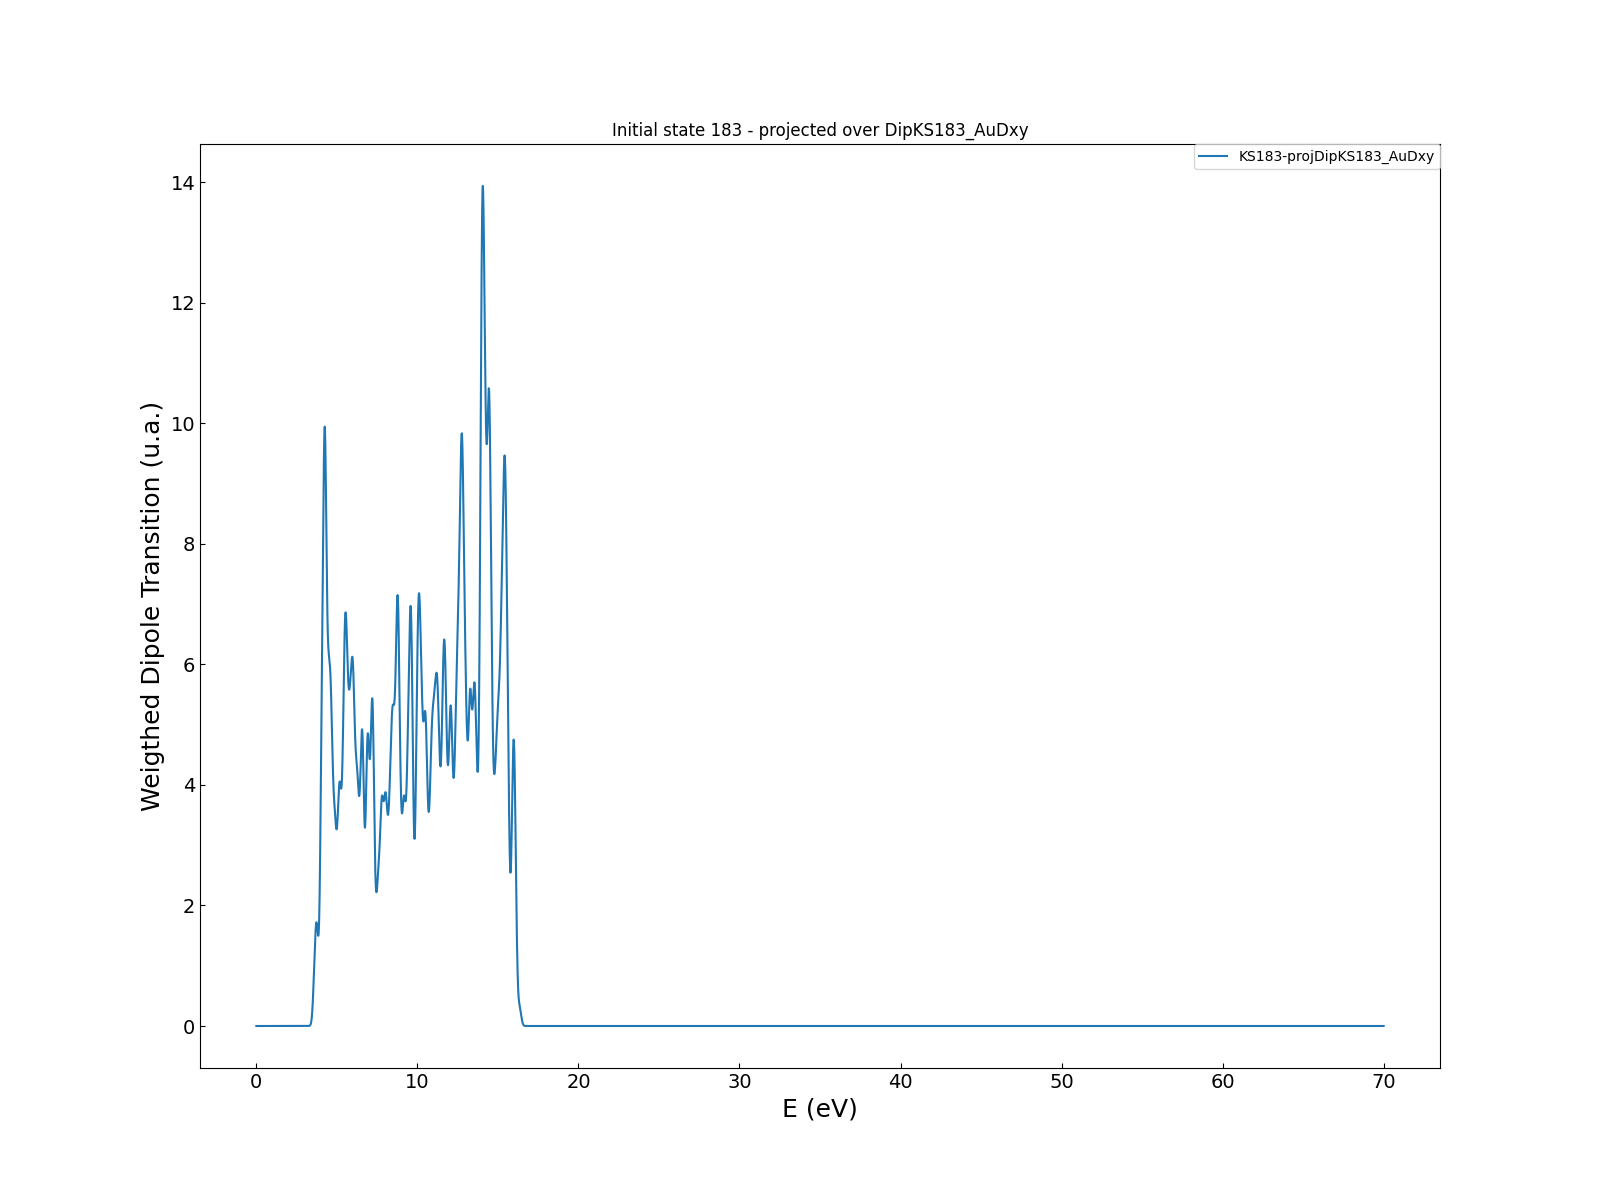 Initial state 183 - projected over DipKS183_AuDxy
KS183-projDipKS183_AuDxy
Weigthed Dipole Transition (u.a.)
14
12
10
8
6
4
2
0
0 10 20 30 40 50 60 70
E (eV)